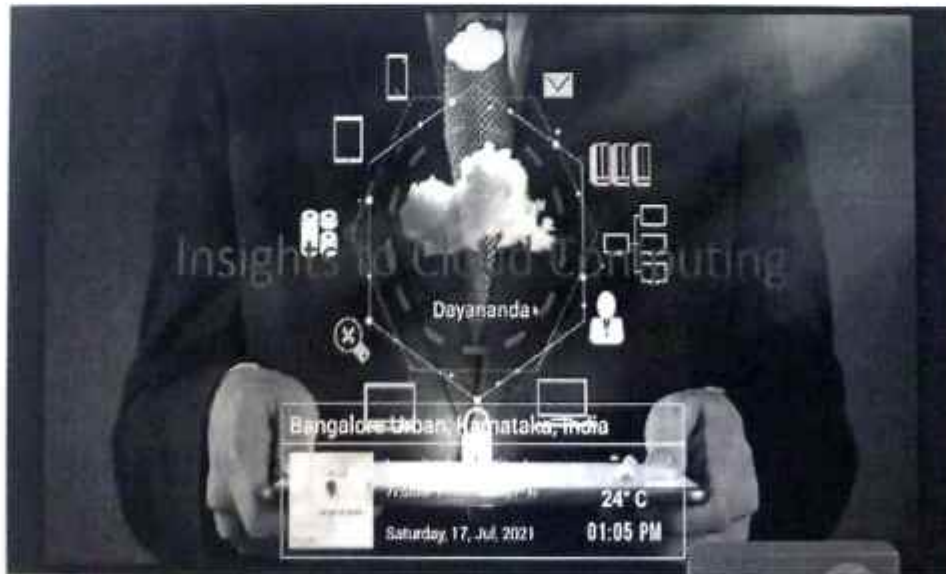 Insights to Cloud Computing
Dayananda
Bangalore Urban, Karnataka, India
24° C
Saturday, 17, Jul, 2021
01:05 PM